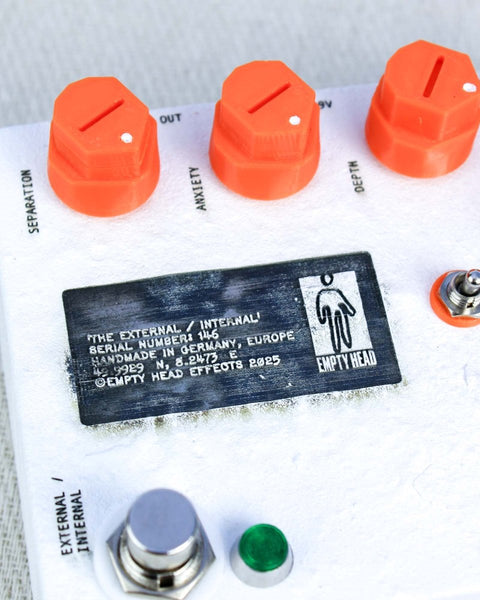 OUT
9V
SEPARATION
ANXIETY
DEPTH
'THE EXTERNAL / INTERNAL'
SERIAL NUMBER: 146
HANDMADE IN GERMANY, EUROPE
49.9929 N, 8.2473 E.
©EMPTY HEAD EFFECTS 2025
EMPTY HEAD
EXTERNAL /
INTERNAL